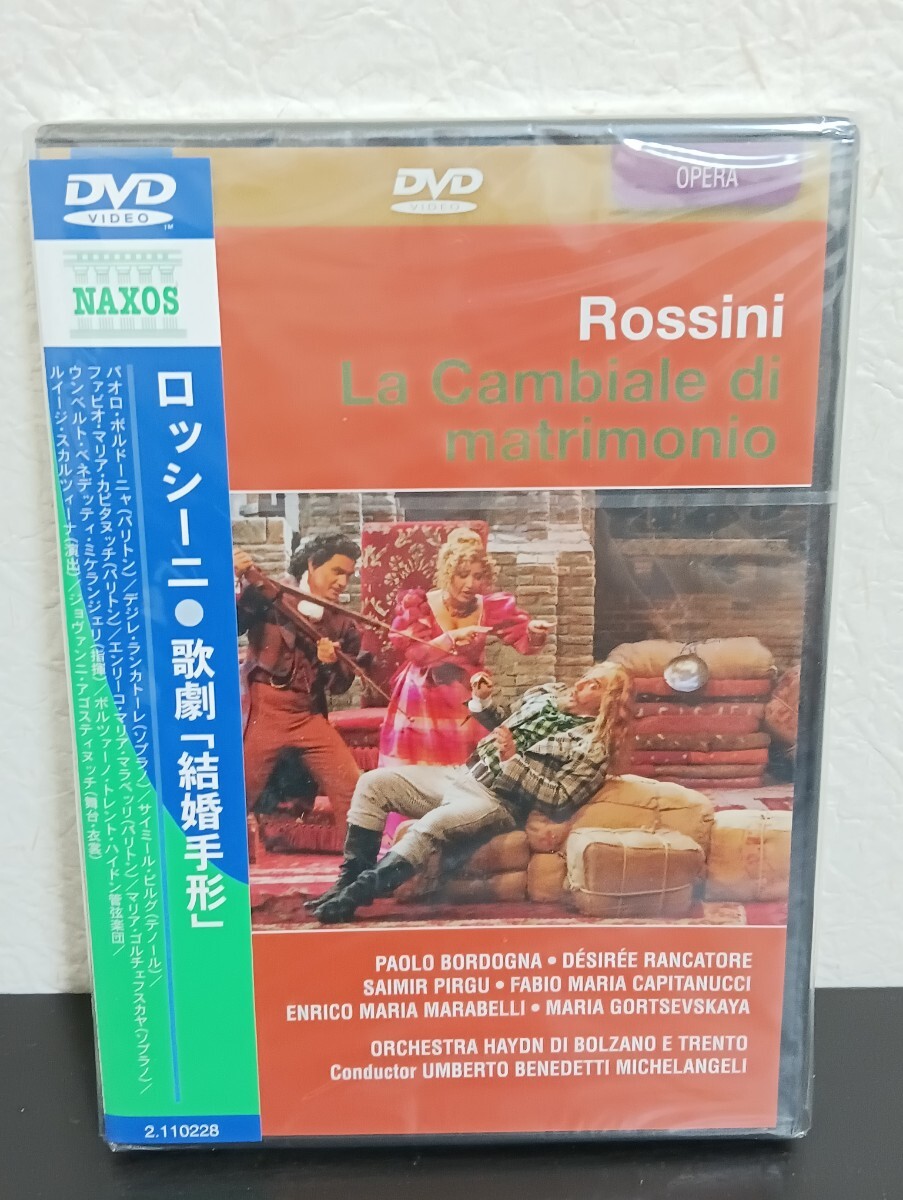 DVD
VIDEO
TM
NAXOS
ロッシーニ●歌劇「結婚手形」
パオロ・ボルドーニャ(バリトン)／デジレ・ランカトーレ(ソプラノ)／サイミール・ピルグ(テノール)／
ファビオ・マリア・カピタヌッチ(バリトン)／エンリーコ・マリア・マラベッリ(バリトン)／マリア・ゴルチェフスカヤ(ソプラノ)／
ウンベルト・ベネデッティ・ミケランジェリ(指揮)／ボルツァーノ・トレント・ハイドン管弦楽団／
ルイージ・スカルツィーナ(演出)／ジョヴァンニ・アゴスティヌッチ(舞台・衣裳)
2.110228
DVD
VIDEO
OPERA
Rossini
La Cambiale di
matrimonio
PAOLO BORDOGNA • DÉSIRÉE RANCATORE
SAIMIR PIRGU • FABIO MARIA CAPITANUCCI
ENRICO MARIA MARABELLI • MARIA GORTSEVSKAYA
ORCHESTRA HAYDN DI BOLZANO E TRENTO
Conductor UMBERTO BENEDETTI MICHELANGELI